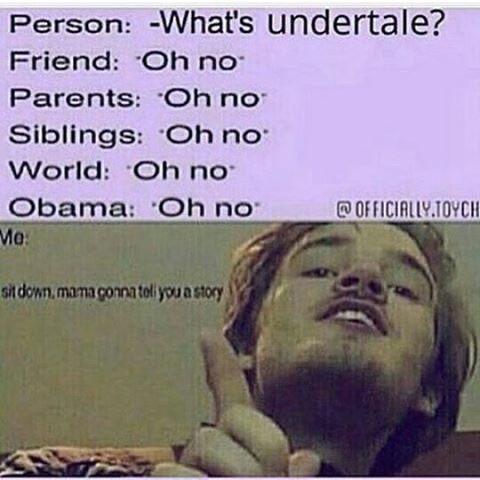 Person: -What's undertale?
Friend: "Oh no"
Parents: "Oh no"
Siblings: "Oh no"
World: "Oh no"
Obama: "Oh no"
@OFFICIALLY.TOYCH
Me:
sit down, mama gonna tell you a story